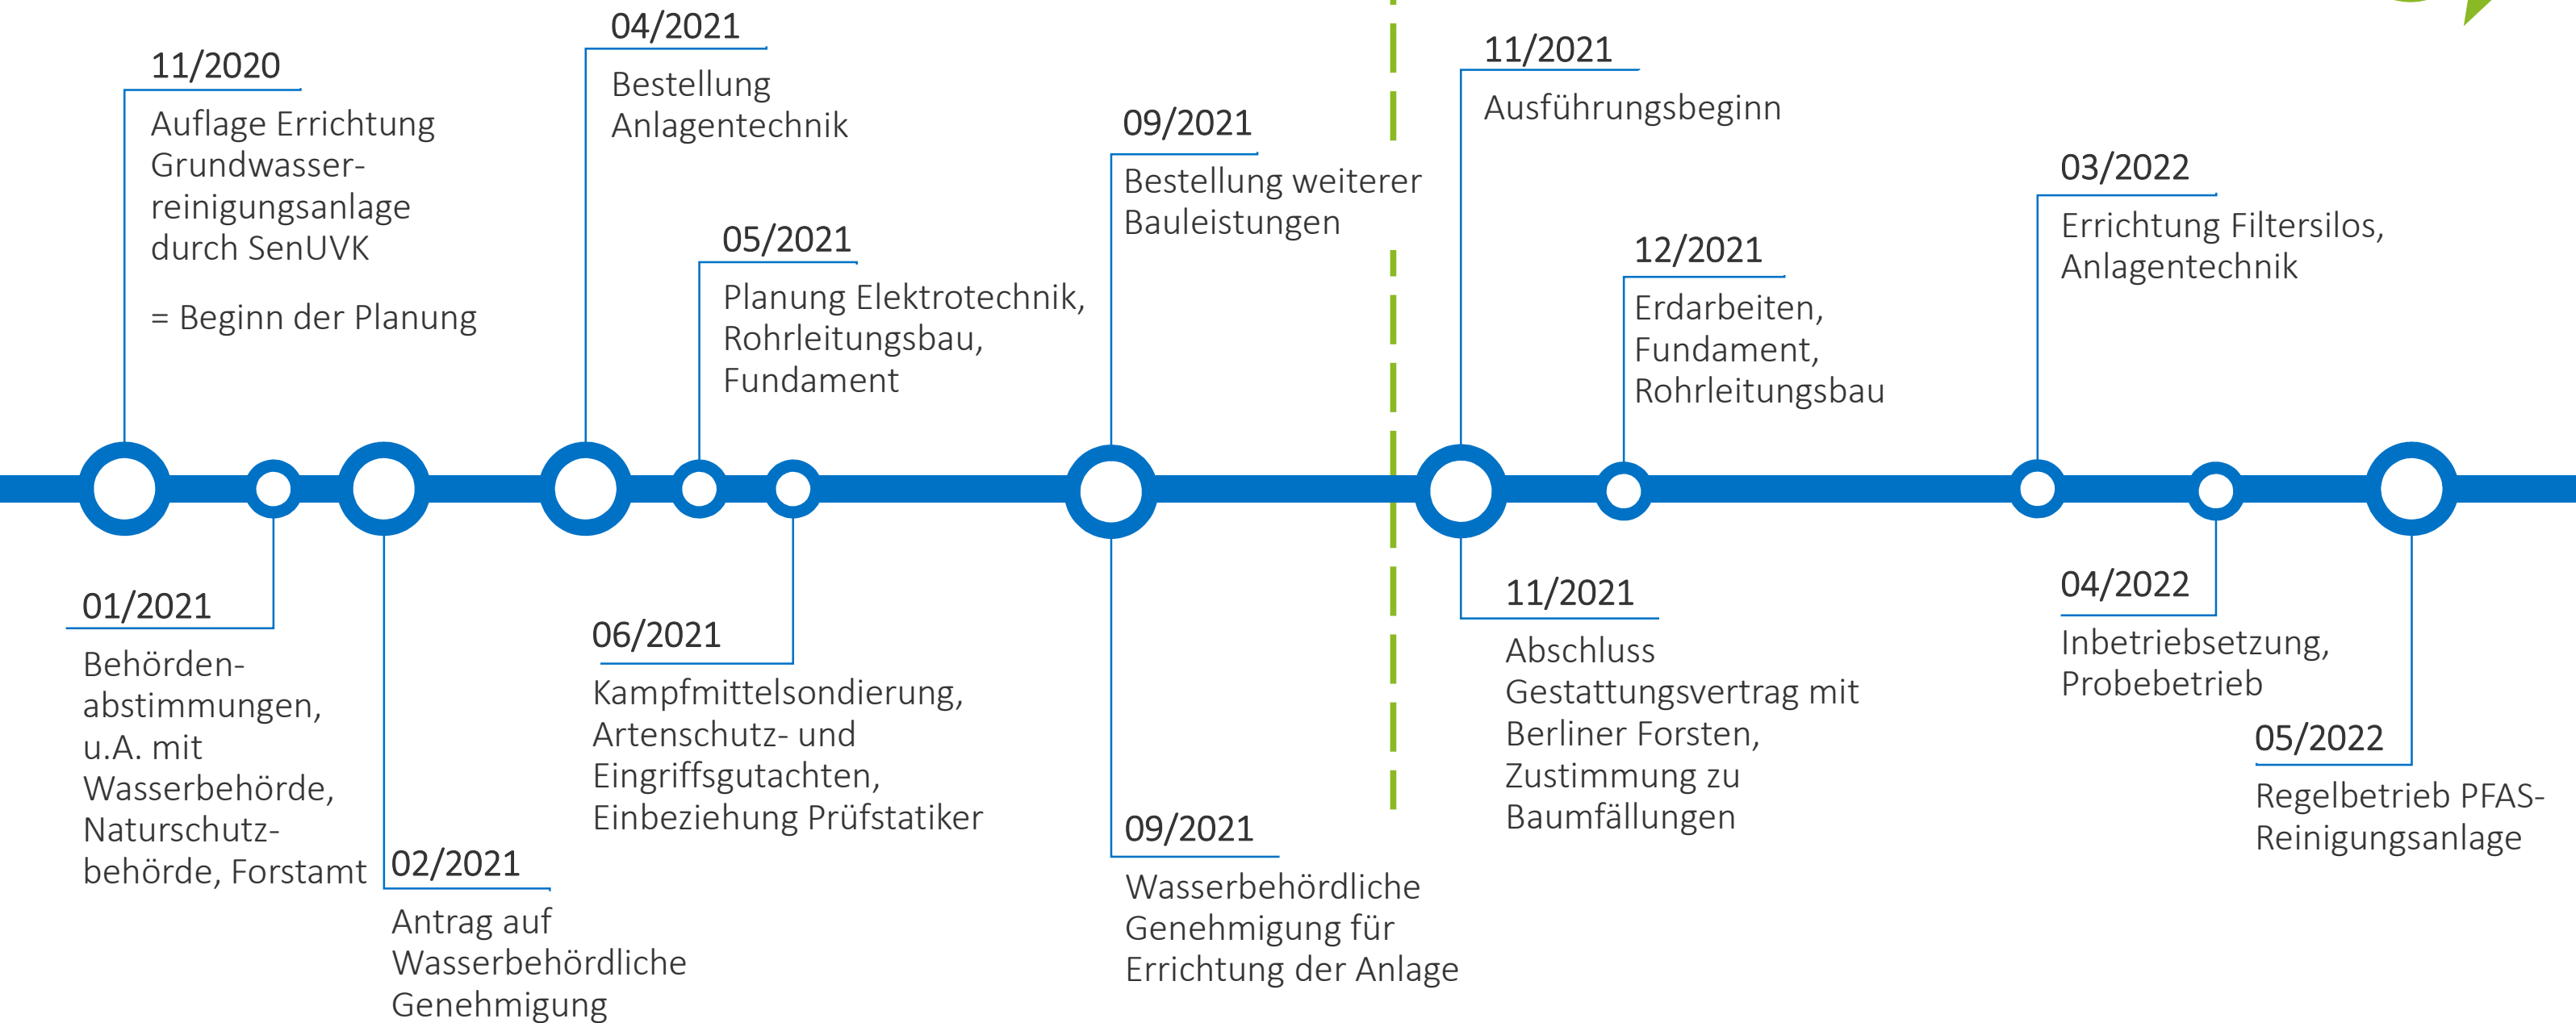 11/2020
Auflage Errichtung
Grundwasser-
reinigungsanlage
durch SenUVK
= Beginn der Planung
01/2021
Behörden-
abstimmungen,
u.A. mit
Wasserbehörde,
Naturschutz-
behörde, Forstamt
02/2021
Antrag auf
Wasserbehördliche
Genehmigung
04/2021
Bestellung
Anlagentechnik
05/2021
Planung Elektrotechnik,
Rohrleitungsbau,
Fundament
06/2021
Kampfmittelsondierung,
Artenschutz- und
Eingriffsgutachten,
Einbeziehung Prüfstatiker
09/2021
Bestellung weiterer
Bauleistungen
09/2021
Wasserbehördliche
Genehmigung für
Errichtung der Anlage
11/2021
Ausführungsbeginn
11/2021
Abschluss
Gestattungsvertrag mit
Berliner Forsten,
Zustimmung zu
Baumfällungen
12/2021
Erdarbeiten,
Fundament,
Rohrleitungsbau
03/2022
Errichtung Filtersilos,
Anlagentechnik
04/2022
Inbetriebsetzung,
Probebetrieb
05/2022
Regelbetrieb PFAS-
Reinigungsanlage